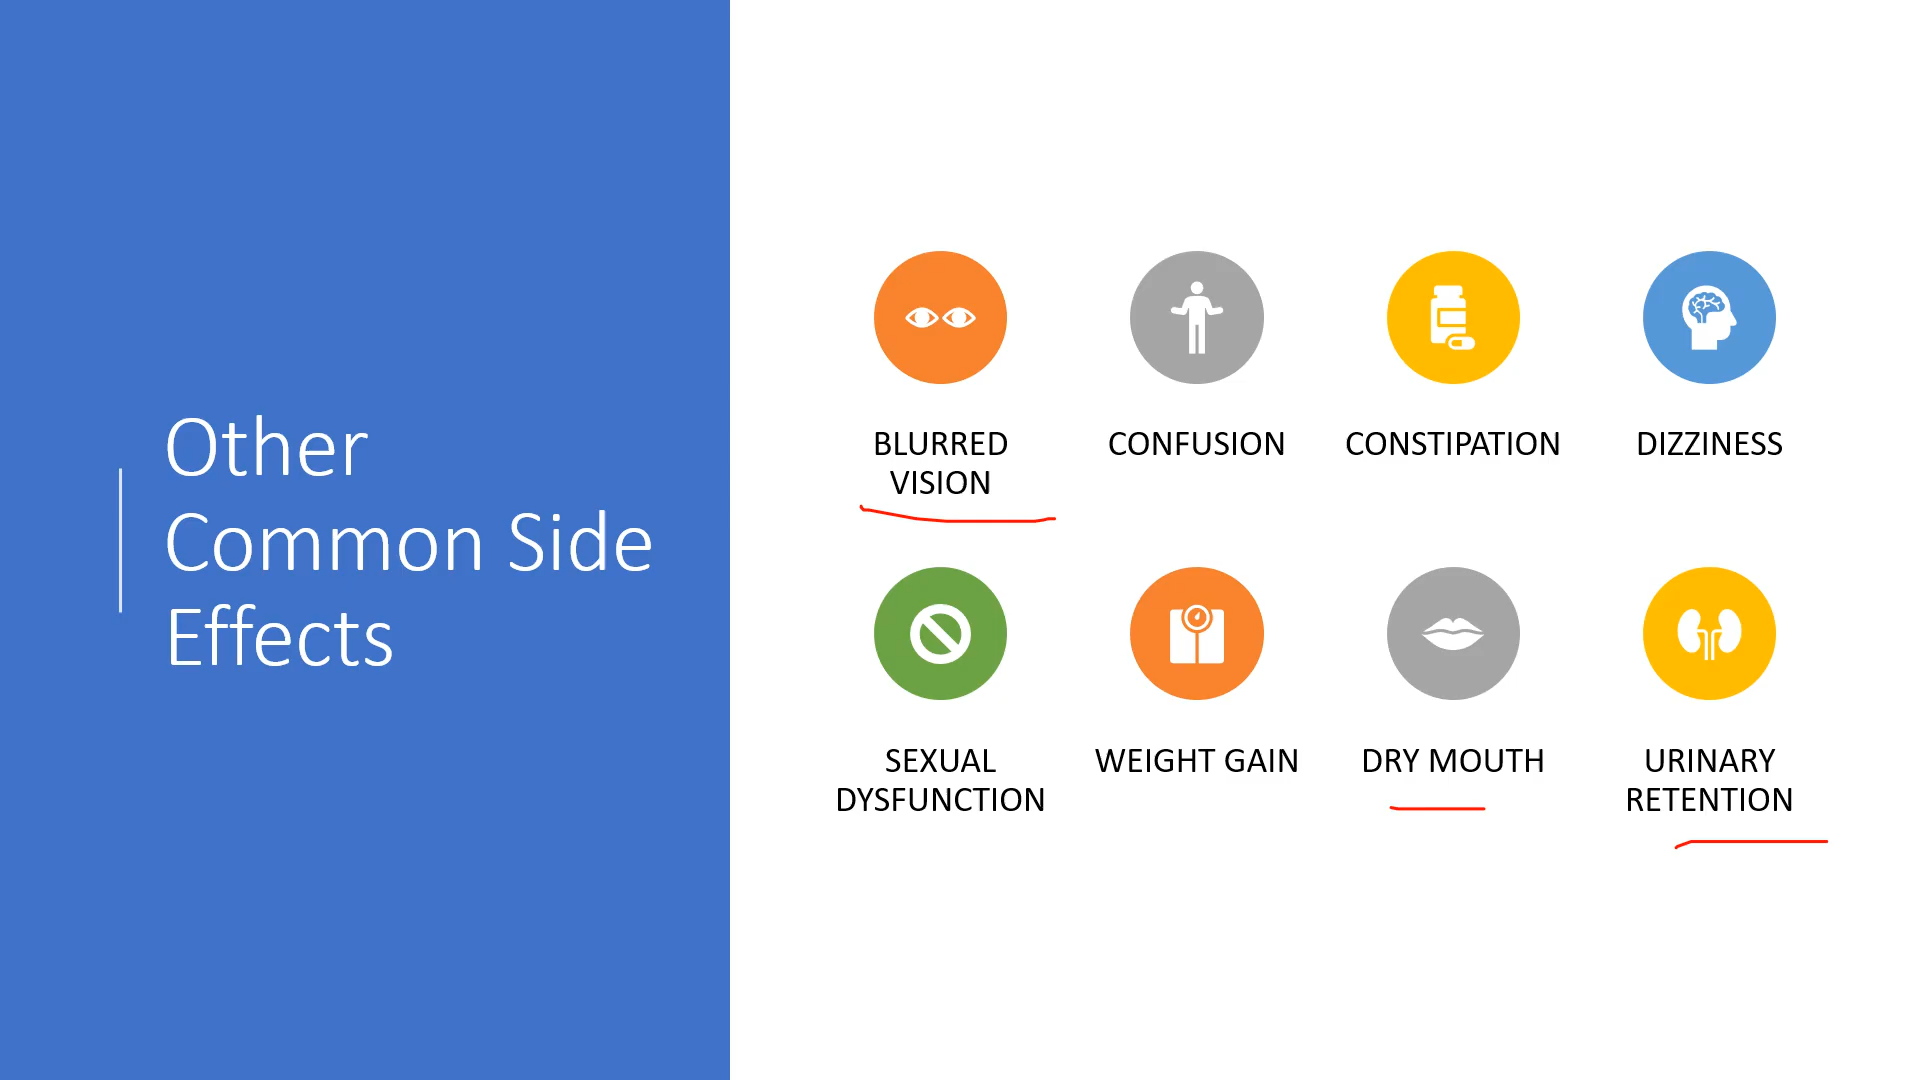 Other
Common Side
Effects
BLURRED
VISION
CONFUSION
CONSTIPATION
DIZZINESS
SEXUAL
DYSFUNCTION
WEIGHT GAIN
DRY MOUTH
URINARY
RETENTION